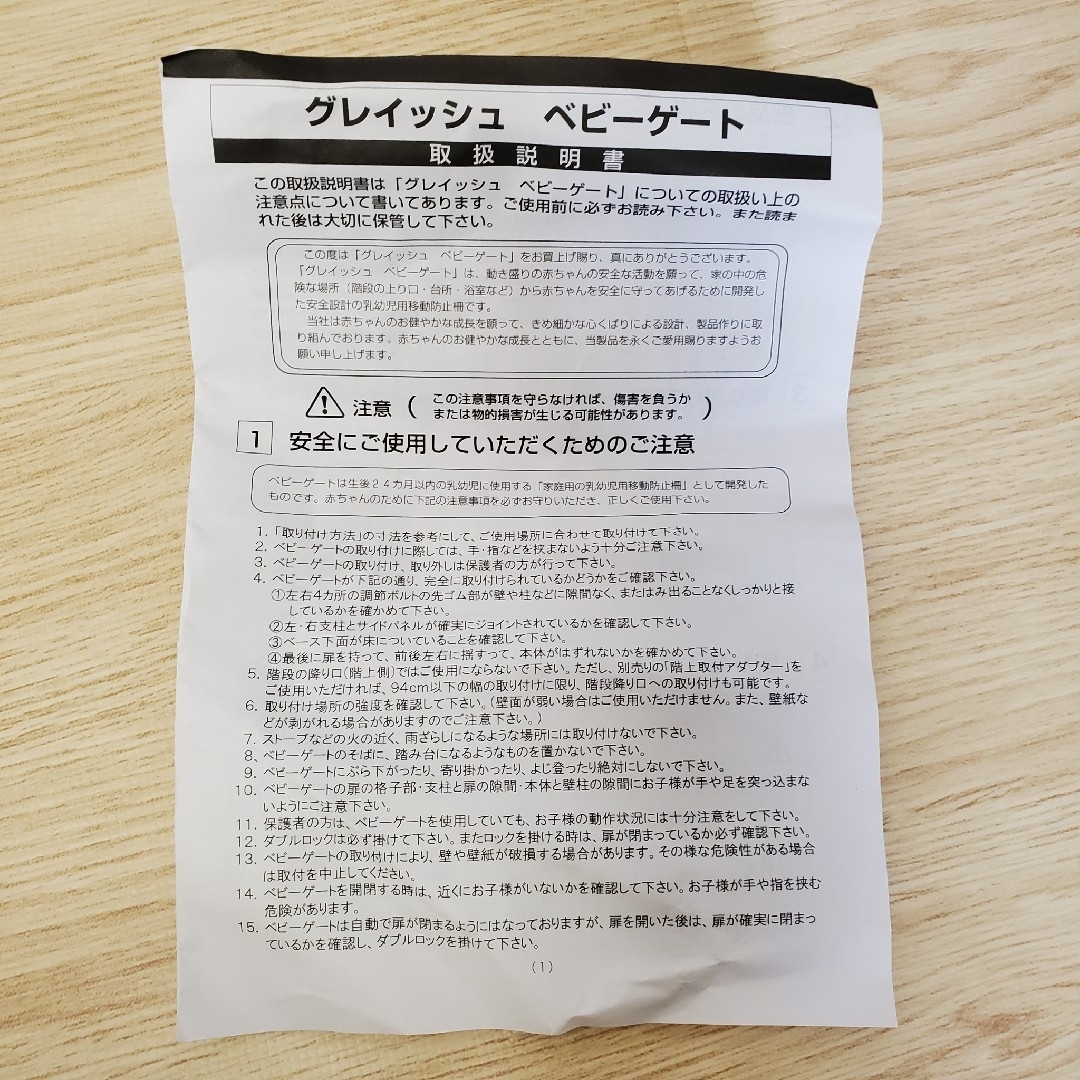 グレイッシュ　ベビーゲート
取扱説明書
この取扱説明書は「グレイッシュ　ベビーゲート」についての取扱い上の
注意点について書いてあります。ご使用前に必ずお読み下さい。また読ま
れた後は大切に保管して下さい。
この度は「グレイッシュ　ベビーゲート」をお買上げ賜り、真にありがとうございます。
「グレイッシュ　ベビーゲート」は、動き盛りの赤ちゃんの安全な活動を願って、家の中の危
険な場所（階段の上り口・台所・浴室など）から赤ちゃんを安全に守ってあげるために開発し
た安全設計の乳幼児用移動防止柵です。
当社は赤ちゃんのお健やかな成長を願って、きめ細かな心くばりによる設計、製品作りに取
り組んでおります。赤ちゃんのお健やかな成長とともに、当製品を永くご愛用賜りますようお
願い申し上げます。
注意（この注意事項を守らなければ、傷害を負うか
または物的損害が生じる可能性があります。）
1 安全にご使用していただくためのご注意
ベビーゲートは生後２４カ月以内の乳幼児に使用する「家庭用の乳幼児用移動防止柵」として開発した
ものです。赤ちゃんのために下記の注意事項を必ずお守りいただき、正しくご使用下さい。
1. 「取り付け方法」の寸法を参考にして、ご使用場所に合わせて取り付けて下さい。
2. ベビーゲートの取り付けに際しては、手・指などを挟まないよう十分ご注意下さい。
3. ベビーゲートの取り付け、取り外しは保護者の方が行って下さい。
4. ベビーゲートが下記の通り、完全に取り付けられているかどうかをご確認下さい。
①左右4カ所の調節ボルトの先ゴム部が壁や柱などに隙間なく、またはみ出ることなくしっかりと接
しているかを確かめて下さい。
②左・右支柱とサイドパネルが確実にジョイントされているかを確認して下さい。
③ベース下面が床についていることを確認して下さい。
④最後に扉を持って、前後左右に揺すって、本体がはずれないかを確かめて下さい。
5. 階段の降り口(階上側)ではご使用にならないで下さい。ただし、別売りの「階上取付アダプター」を
ご使用いただければ、94cm以下の幅の取り付けに限り、階段降り口への取り付けも可能です。
6. 取り付け場所の強度を確認して下さい。(壁面が弱い場合はご使用いただけません。また、壁紙な
どが剥がれる場合がありますのでご注意下さい。)
7. ストーブなどの火の近く、雨ざらしになるような場所には取り付けないで下さい。
8、ベビーゲートのそばに、踏み台になるようなものを置かないで下さい。
9. ベビーゲートにぶら下がったり、寄り掛かったり、よじ登ったり絶対にしないで下さい。
10. ベビーゲートの扉の格子部・支柱と扉の隙間・本体と壁柱の隙間にお子様が手や足を突っ込まな
いようにご注意下さい。
11. 保護者の方は、ベビーゲートを使用していても、お子様の動作状況には十分注意をして下さい。
12. ダブルロックは必ず掛けて下さい。またロックを掛ける時は、扉が閉まっているか必ず確認下さい。
13. ベビーゲートの取り付けにより、壁や壁紙が破損する場合があります。その様な危険性がある場合
は取付を中止してください。
14. ベビーゲートを開閉する時は、近くにお子様がいないかを確認して下さい。お子様が手や指を挟む
危険があります。
15. ベビーゲートは自動で扉が閉まるようにはなっておりますが、扉を開いた後は、扉が確実に閉まっ
ているかを確認し、ダブルロックを掛けて下さい。
（1）